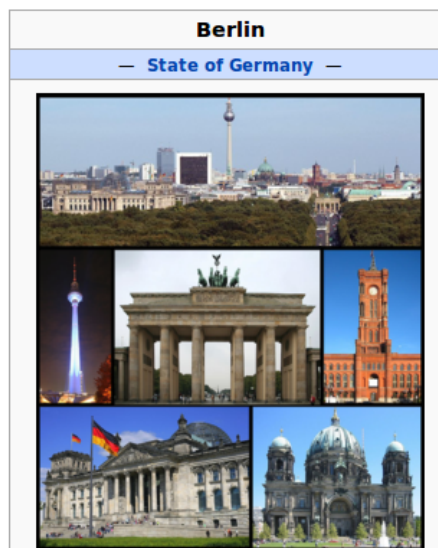 Berlin
— State of Germany —